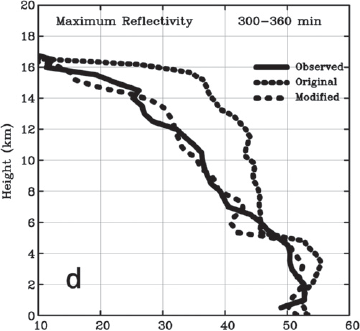 Maximum Reflectivity 300-360 min
Observed
Original
Modified
Height (km)
20
18
16
14
12
10
8
6
4
2
0
d
10 20 30 40 50 60